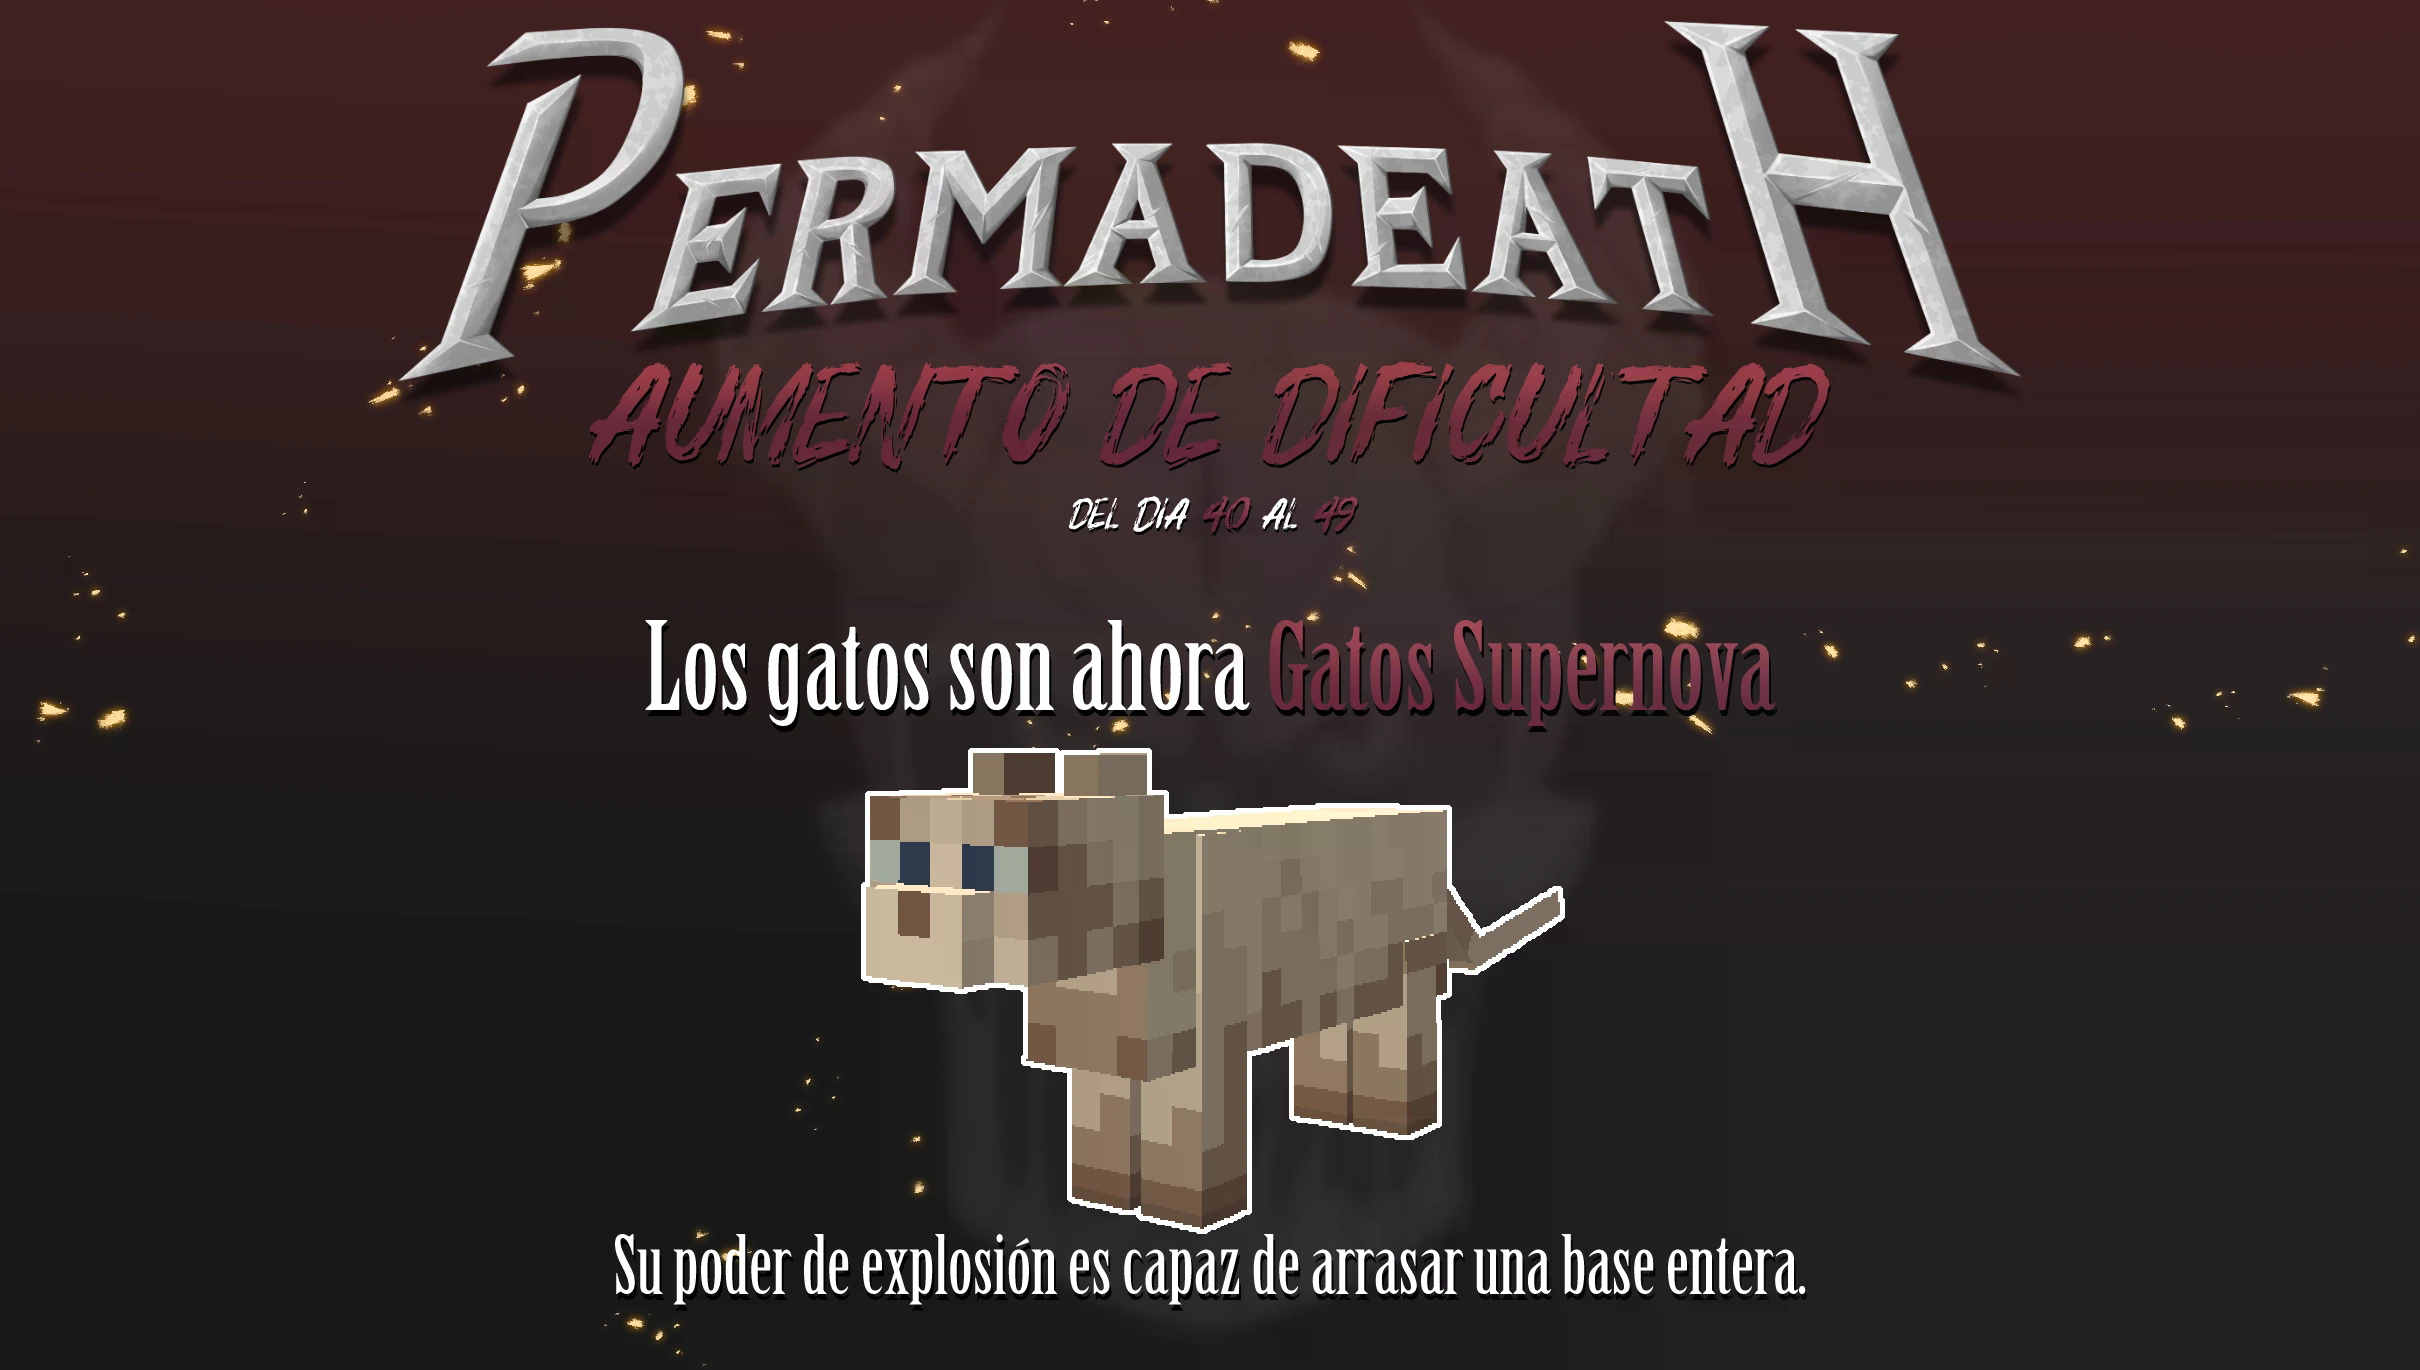 PERMADEATH
AUMENTO DE DIFICULTAD
DEL DIA 40 AL 49
Los gatos son ahora Gatos Supernova
Su poder de explosión es capaz de arrasar una base entera.